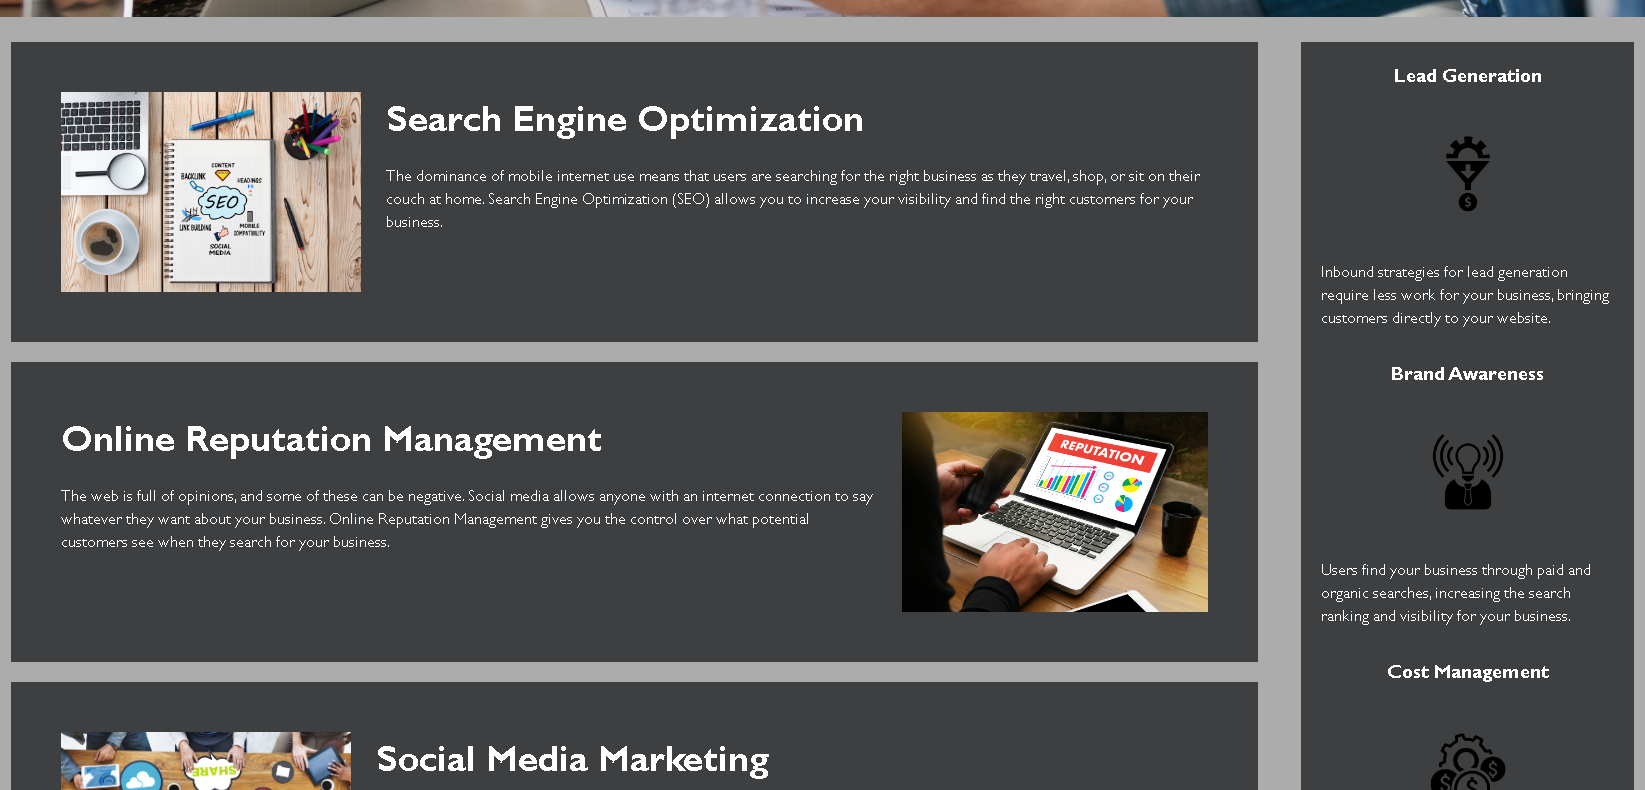 Search Engine Optimization
The dominance of mobile internet use means that users are searching for the right business as they travel, shop, or sit on their
couch at home. Search Engine Optimization (SEO) allows you to increase your visibility and find the right customers for your
business.
CONTENT
BACKLINK
HEADINGS
SEO
LINK BUILDING
MOBILE
COMPATIBILITY
SOCIAL
MEDIA
Online Reputation Management
The web is full of opinions, and some of these can be negative. Social media allows anyone with an internet connection to say
whatever they want about your business. Online Reputation Management gives you the control over what potential
customers see when they search for your business.
REPUTATION
Social Media Marketing
SHARE
Lead Generation
$
Inbound strategies for lead generation
require less work for your business, bringing
customers directly to your website.
Brand Awareness
Users find your business through paid and
organic searches, increasing the search
ranking and visibility for your business.
Cost Management
$
$